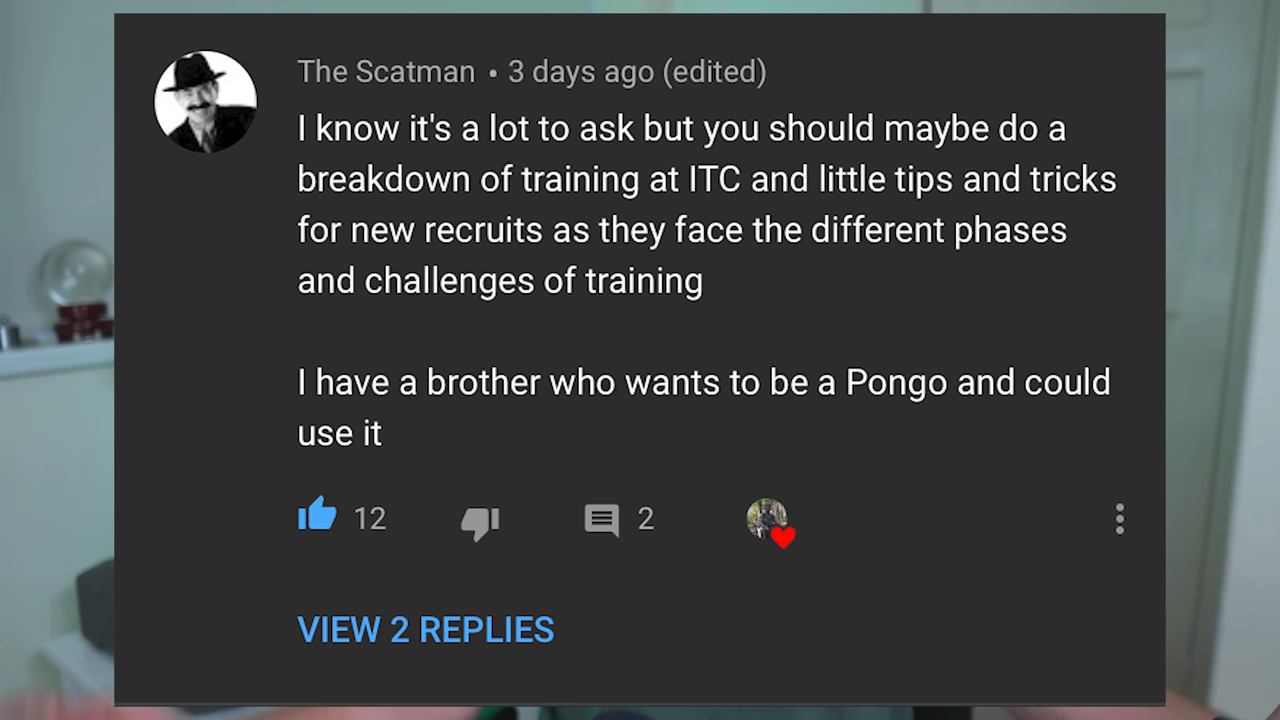 The Scatman • 3 days ago (edited)
I know it's a lot to ask but you should maybe do a
breakdown of training at ITC and little tips and tricks
for new recruits as they face the different phases
and challenges of training
I have a brother who wants to be a Pongo and could
use it
12
2
VIEW 2 REPLIES